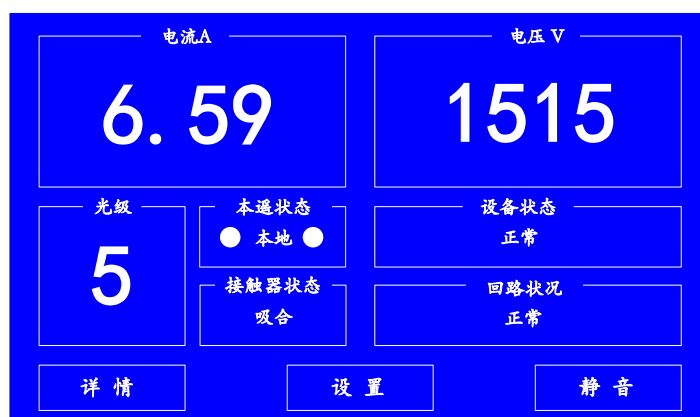 电流A
电压 V
6.59
1515
光级
本遥状态
设备状态
5
本地
正常
接触器状态
回路状况
吸合
正常
详 情
设 置
静 音